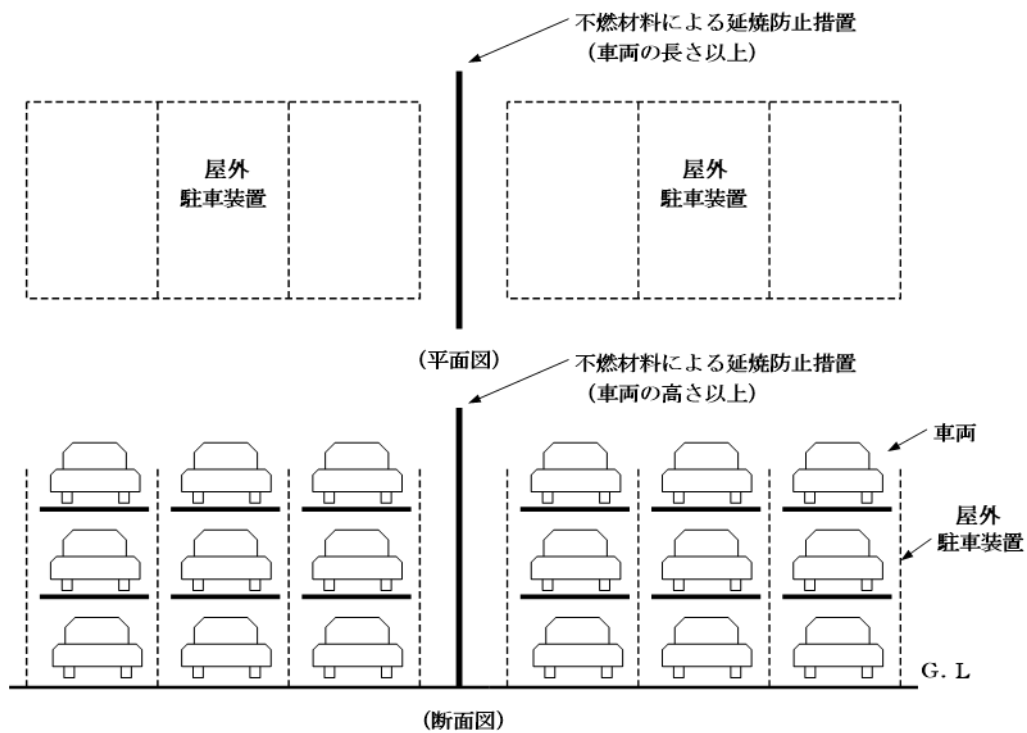 不燃材料による延焼防止措置
（車両の長さ以上）
屋外
駐車装置
屋外
駐車装置
（平面図）
不燃材料による延焼防止措置
（車両の高さ以上）
車両
屋外
駐車装置
G. L
（断面図）